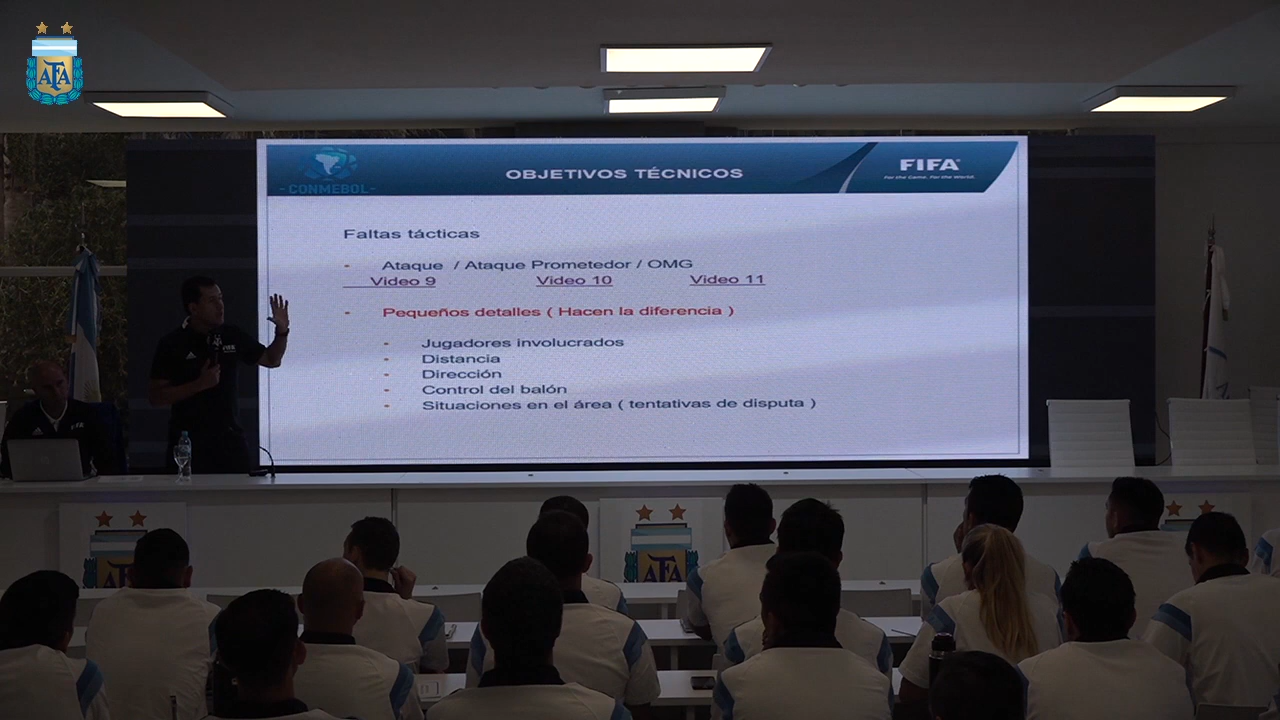 AFA
OBJETIVOS TÉCNICOS
FIFA
For the Game. For the World.
-CONMEBOL-
Faltas tácticas
- Ataque / Ataque Prometedor / OMG
Video 9 Video 10 Video 11
- Pequeños detalles ( Hacen la diferencia )
• Jugadores involucrados
• Distancia
• Dirección
• Control del balón
• Situaciones en el área ( tentativas de disputa )
FIFA
FIFA
AFA
AFA